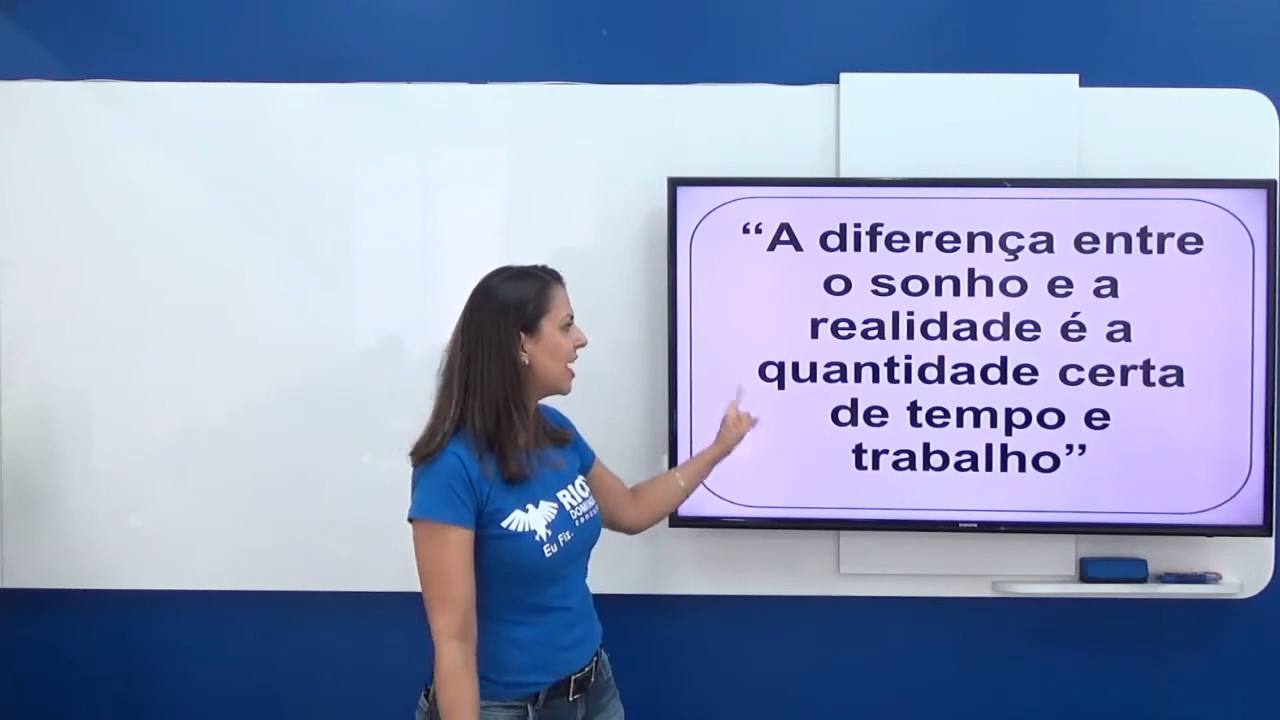 “A diferença entre
o sonho e a
realidade é a
quantidade certa
de tempo e
trabalho”
RIO
Eu Fiz.